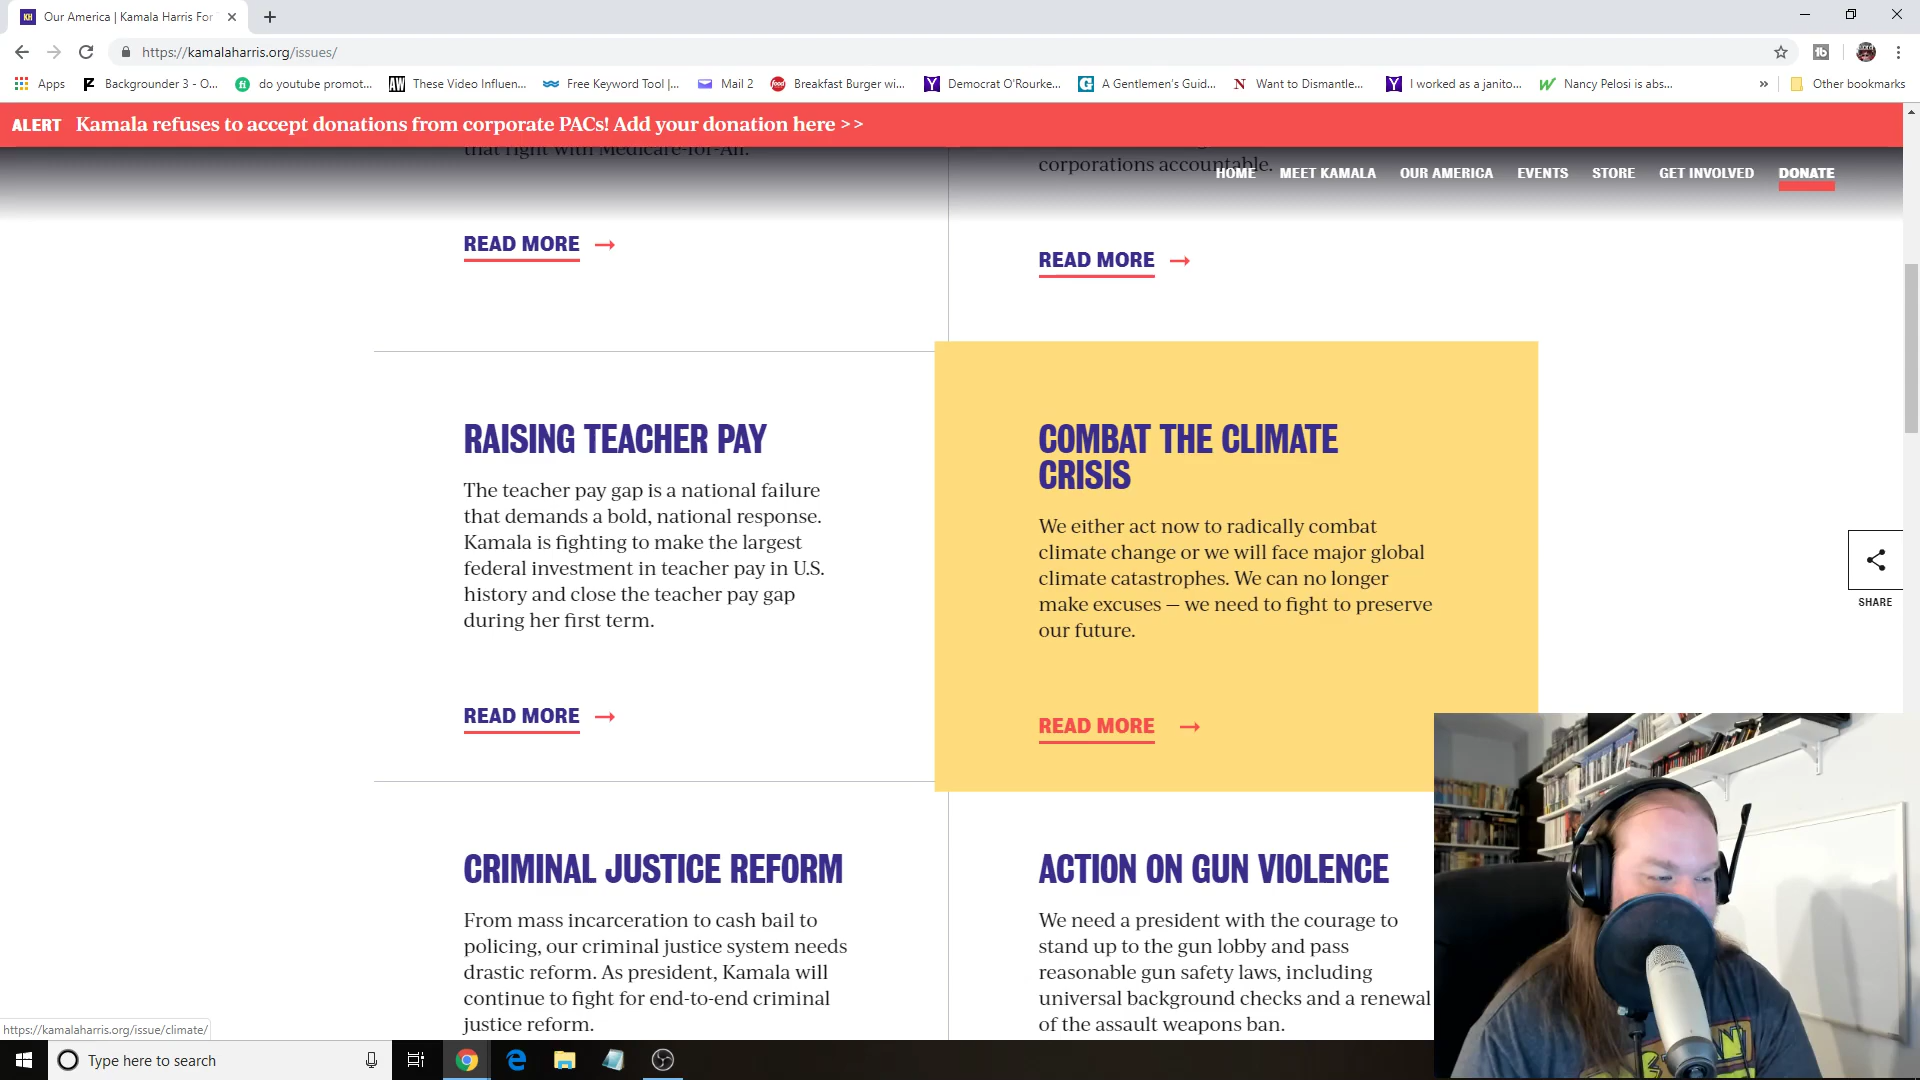 Our America | Kamala Harris For
https://kamalaharris.org/issues/
Apps
Backgrounder 3 - O...
do youtube promot...
These Video Influen...
Free Keyword Tool |...
Mail 2
Breakfast Burger wi...
Democrat O'Rourke...
A Gentlemen's Guid...
Want to Dismantle...
I worked as a janito...
Nancy Pelosi is abs...
Other bookmarks
ALERT Kamala refuses to accept donations from corporate PACs! Add your donation here >>
HOME MEET KAMALA OUR AMERICA EVENTS STORE GET INVOLVED DONATE
that right with Medicare-for-All.
READ MORE →
corporations accountable.
READ MORE →
RAISING TEACHER PAY
The teacher pay gap is a national failure
that demands a bold, national response.
Kamala is fighting to make the largest
federal investment in teacher pay in U.S.
history and close the teacher pay gap
during her first term.
READ MORE →
COMBAT THE CLIMATE
CRISIS
We either act now to radically combat
climate change or we will face major global
climate catastrophes. We can no longer
make excuses — we need to fight to preserve
our future.
READ MORE →
SHARE
CRIMINAL JUSTICE REFORM
From mass incarceration to cash bail to
policing, our criminal justice system needs
drastic reform. As president, Kamala will
continue to fight for end-to-end criminal
justice reform.
ACTION ON GUN VIOLENCE
We need a president with the courage to
stand up to the gun lobby and pass
reasonable gun safety laws, including
universal background checks and a renewal
of the assault weapons ban.
https://kamalaharris.org/issue/climate/
Type here to search